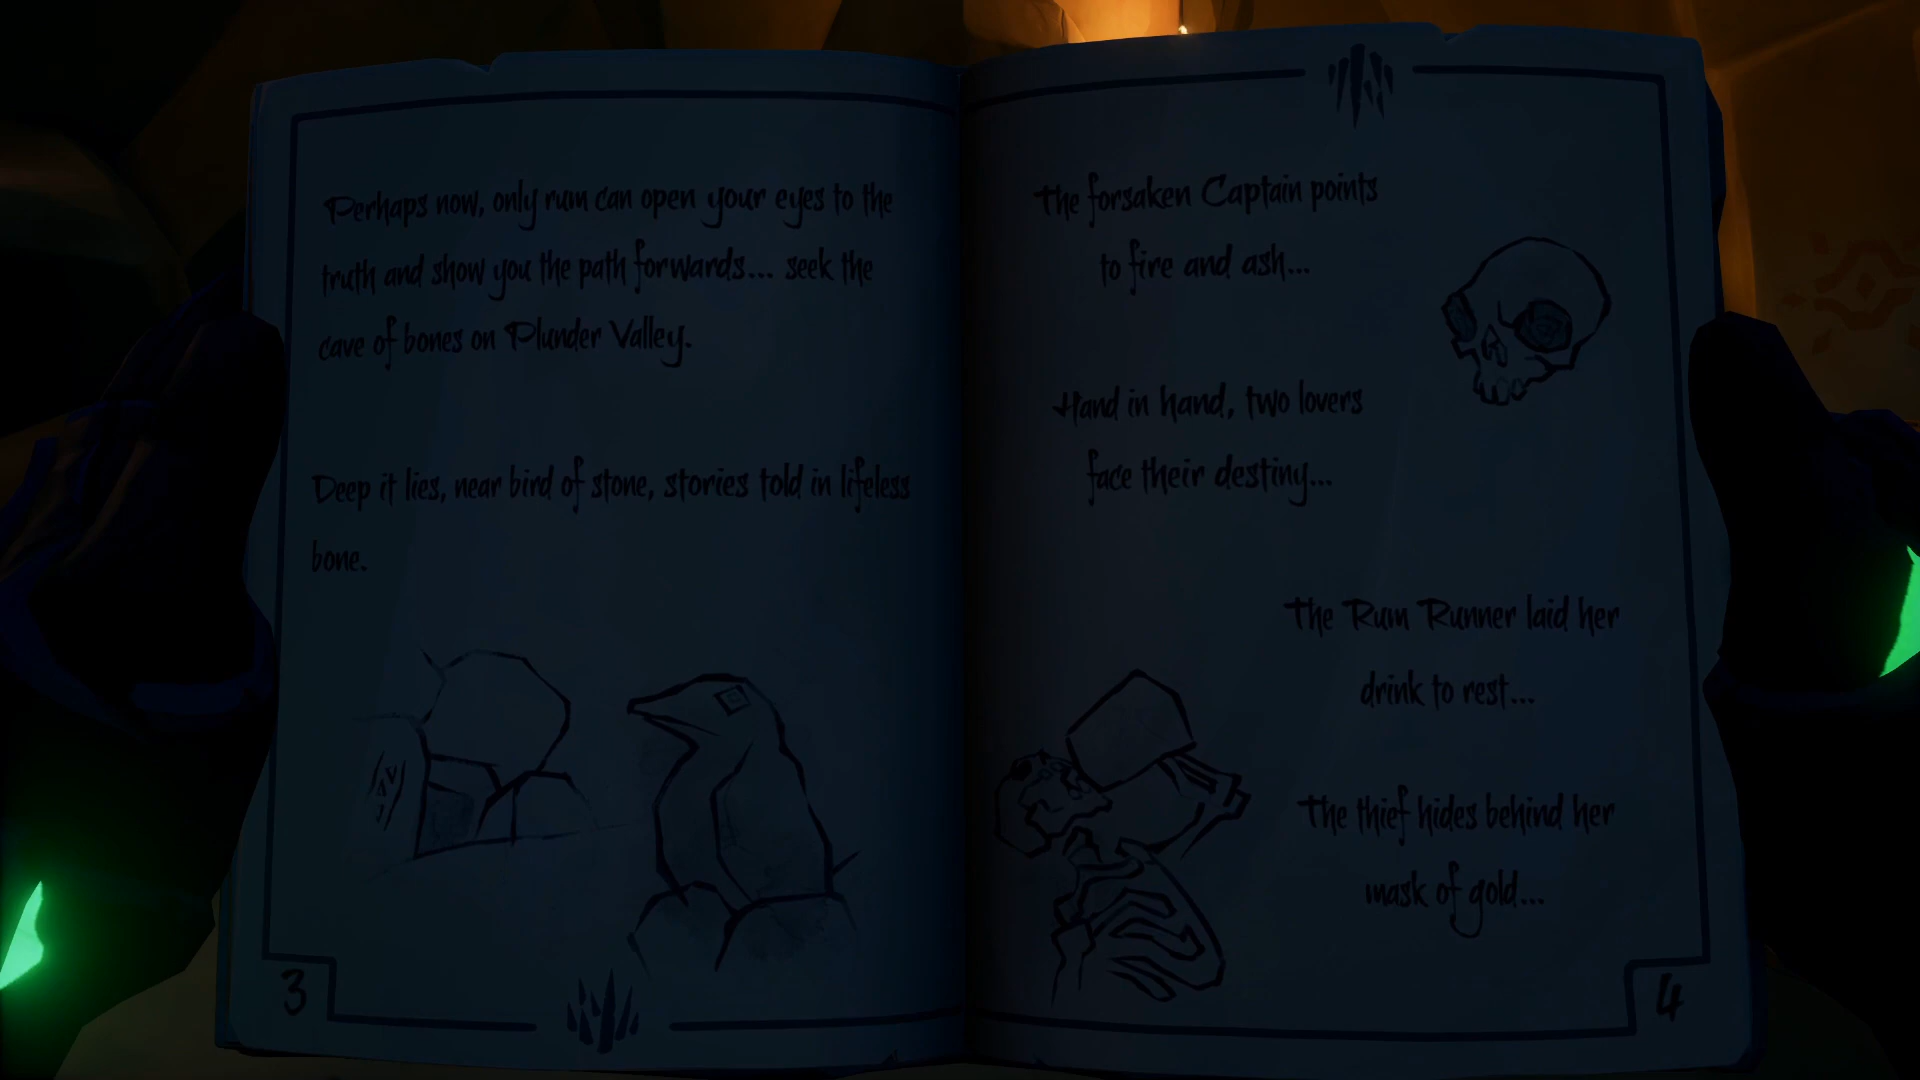 Perhaps now, only rum can open your eyes to the
truth and show you the path forwards... seek the
cave of bones on Plunder Valley.
Deep it lies, near bird of stone, stories told in lifeless
bone.
3
The forsaken Captain points
to fire and ash...
Hand in hand, two lovers
face their destiny...
The Rum Runner laid her
drink to rest...
The thief hides behind her
mask of gold...
4